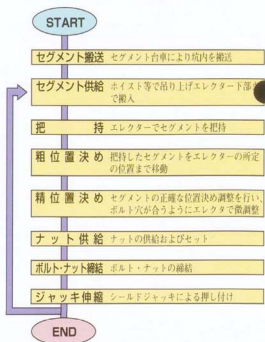 START
セグメント搬送 セグメント台車により坑内を搬送
セグメント供給 ホイスト等で吊り上げエレクター下部
で搬入
把持 エレクターでセグメントを把持
粗位置決め 把持したセグメントをエレクターの所定
の位置まで移動
精位置決め セグメントの正確な位置決め調整を行い、
ボルト穴が合うようにエレクタで微調整
ナット供給 ナットの供給およびセット
ボルト・ナット締結 ボルト・ナットの締結
ジャッキ伸縮 シールドジャッキによる押し付け
END